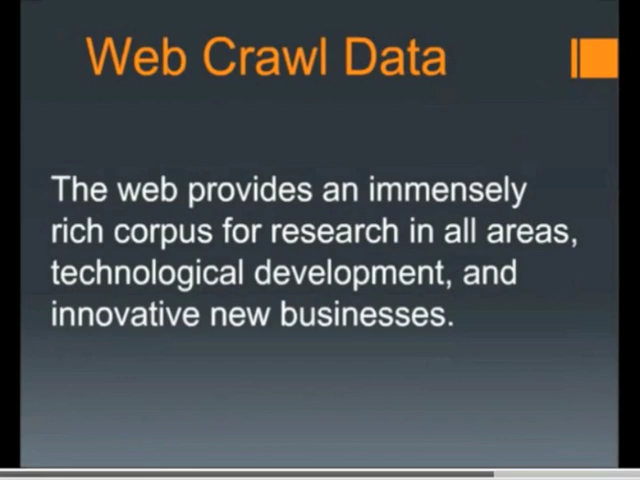 Web Crawl Data
The web provides an immensely
rich corpus for research in all areas,
technological development, and
innovative new businesses.